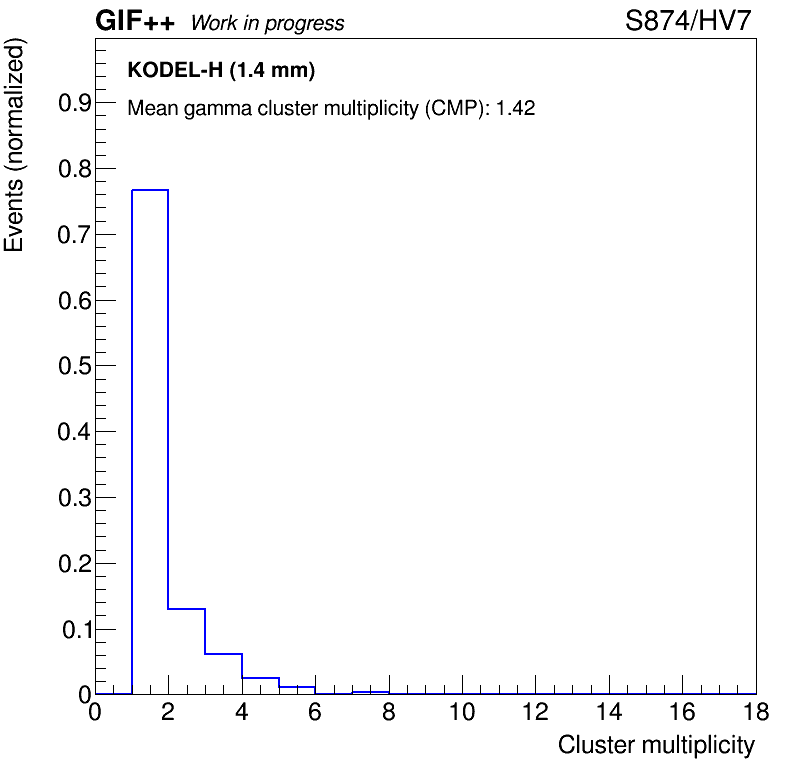 GIF++ Work in progress S874/HV7
KODEL-H (1.4 mm)
Mean gamma cluster multiplicity (CMP): 1.42
Events (normalized)
0.9
0.8
0.7
0.6
0.5
0.4
0.3
0.2
0.1
0
0 2 4 6 8 10 12 14 16 18
Cluster multiplicity